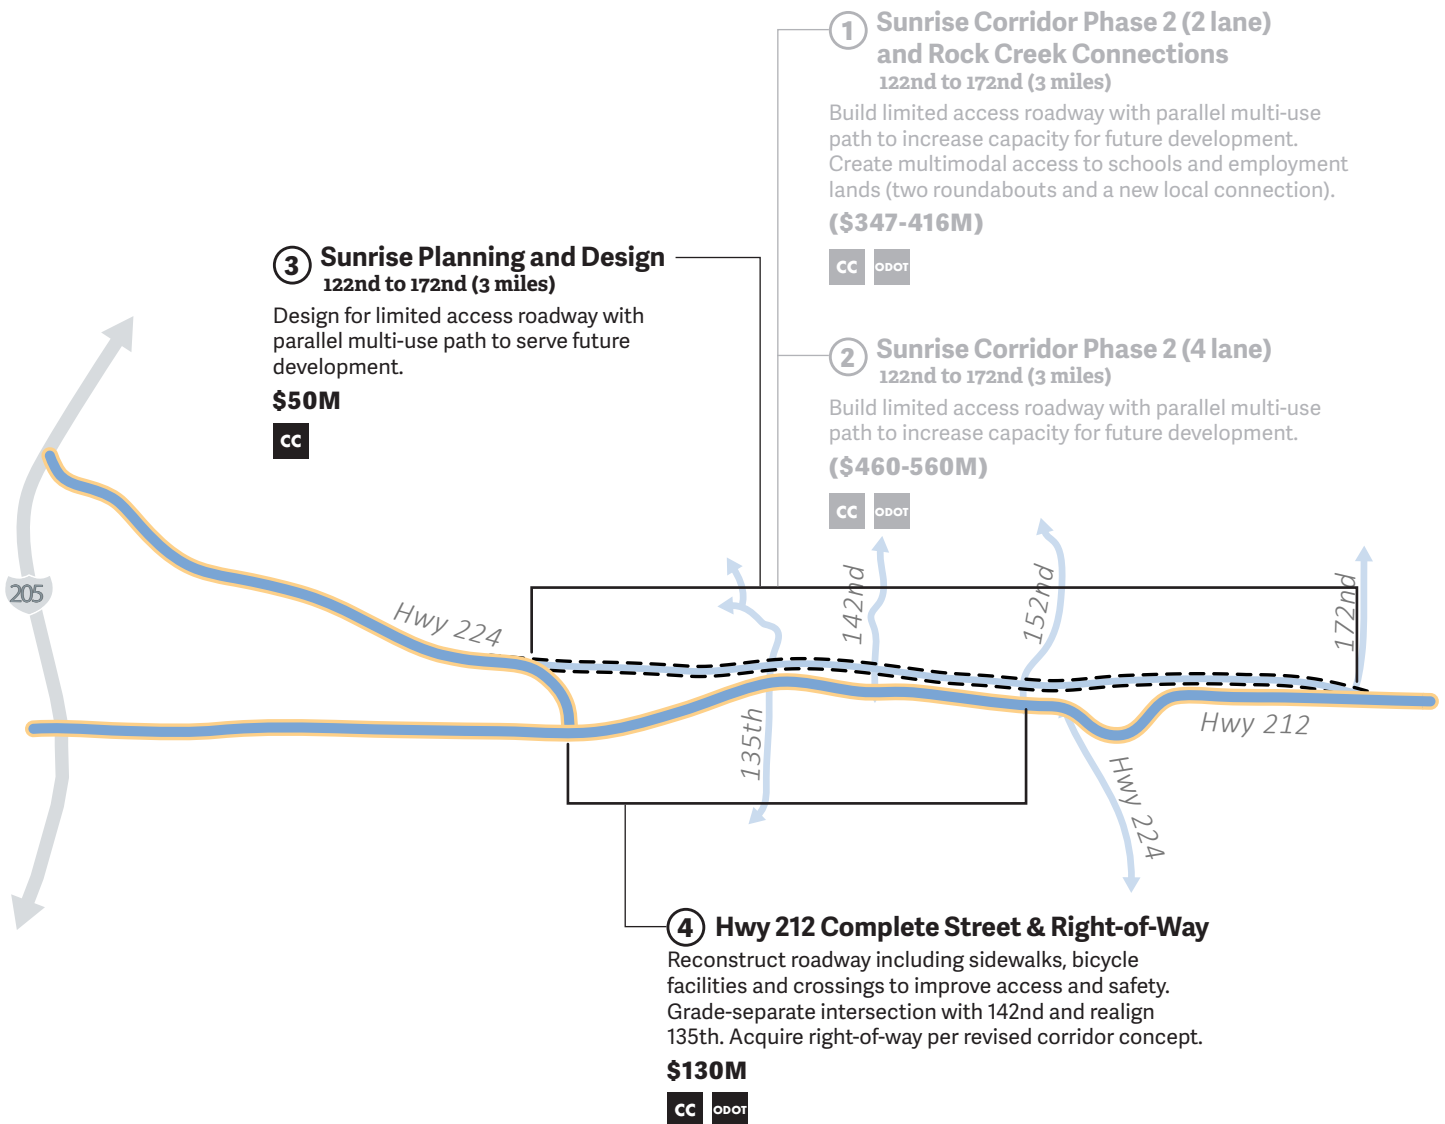 1
Sunrise Corridor Phase 2 (2 lane)
and Rock Creek Connections
122nd to 172nd (3 miles)
Build limited access roadway with parallel multi-use
path to increase capacity for future development.
Create multimodal access to schools and employment
lands (two roundabouts and a new local connection).
($347-416M)
CC ODOT
3
Sunrise Planning and Design
122nd to 172nd (3 miles)
Design for limited access roadway with
parallel multi-use path to serve future
development.
$50M
CC
2
Sunrise Corridor Phase 2 (4 lane)
122nd to 172nd (3 miles)
Build limited access roadway with parallel multi-use
path to increase capacity for future development.
($460-560M)
CC ODOT
205
Hwy 224
142nd
152nd
172nd
135th
Hwy 212
Hwy 224
4
Hwy 212 Complete Street & Right-of-Way
Reconstruct roadway including sidewalks, bicycle
facilities and crossings to improve access and safety.
Grade-separate intersection with 142nd and realign
135th. Acquire right-of-way per revised corridor concept.
$130M
CC ODOT